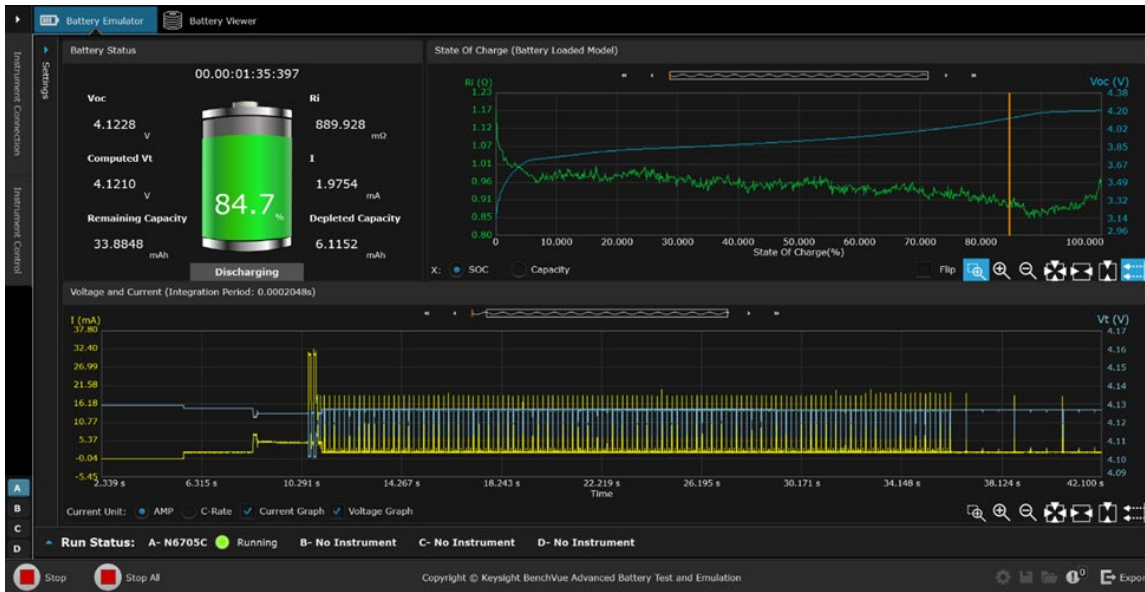 Battery Emulator
Battery Viewer
Instrument Connection
Instrument Control
Settings
Battery Status
00.00:01:35:397
Voc
4.1228 V
Ri
889.928 mΩ
Computed Vt
4.1210 V
I
1.9754 mA
Remaining Capacity
33.8848 mAh
Depleted Capacity
6.1152 mAh
84.7 %
Discharging
State Of Charge (Battery Loaded Model)
Ri (Ω)
1.23
1.17
1.12
1.07
1.01
0.96
0.91
0.85
0.80
Voc (V)
4.38
4.20
4.02
3.85
3.67
3.49
3.32
3.14
2.96
0 10.000 20.000 30.000 40.000 50.000 60.000 70.000 80.000 100.000
State Of Charge(%)
X: SOC Capacity
Flip
Voltage and Current (Integration Period: 0.0002048s)
I (mA)
37.80
32.40
26.99
21.58
16.18
10.77
5.37
-0.04
-5.45
Vt (V)
4.17
4.16
4.15
4.14
4.13
4.12
4.11
4.10
4.09
2.339 s 6.315 s 10.291 s 14.267 s 18.243 s 22.219 s 26.195 s 30.171 s 34.148 s 38.124 s 42.100 s
Time
Current Unit: AMP C-Rate Current Graph Voltage Graph
A
B
C
D
Run Status: A- N6705C Running B- No Instrument C- No Instrument D- No Instrument
Stop
Stop All
Copyright © Keysight BenchVue Advanced Battery Test and Emulation
0
Export